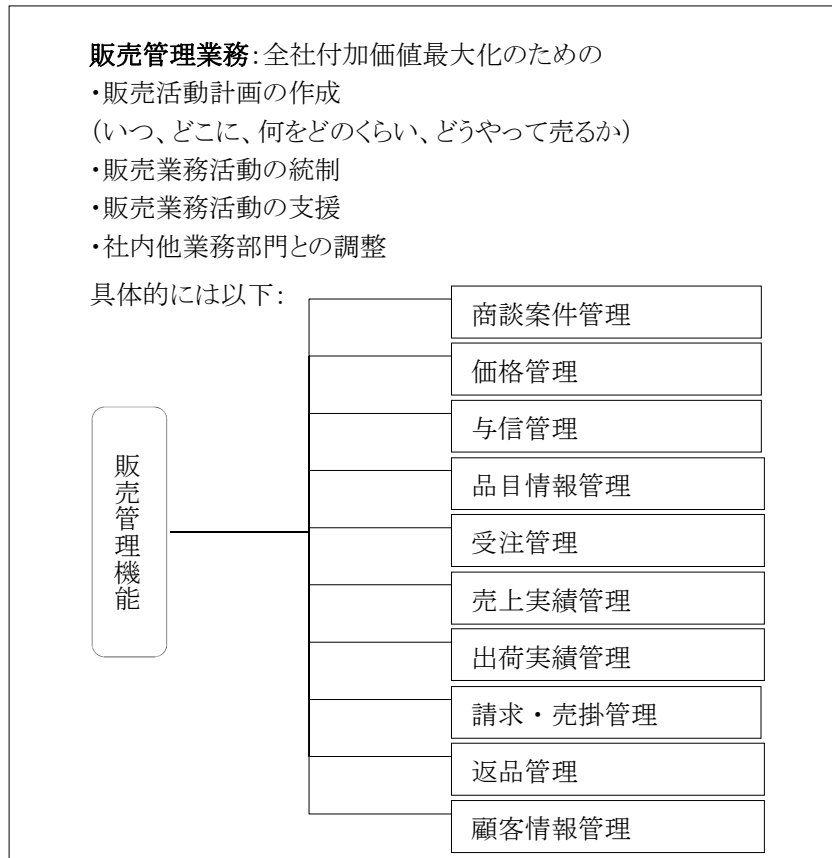 販売管理業務:全社付加価値最大化のための
・販売活動計画の作成
(いつ、どこに、何をどのくらい、どうやって売るか)
・販売業務活動の統制
・販売業務活動の支援
・社内他業務部門との調整
具体的には以下:
販売管理機能
商談案件管理
価格管理
与信管理
品目情報管理
受注管理
売上実績管理
出荷実績管理
請求・売掛管理
返品管理
顧客情報管理